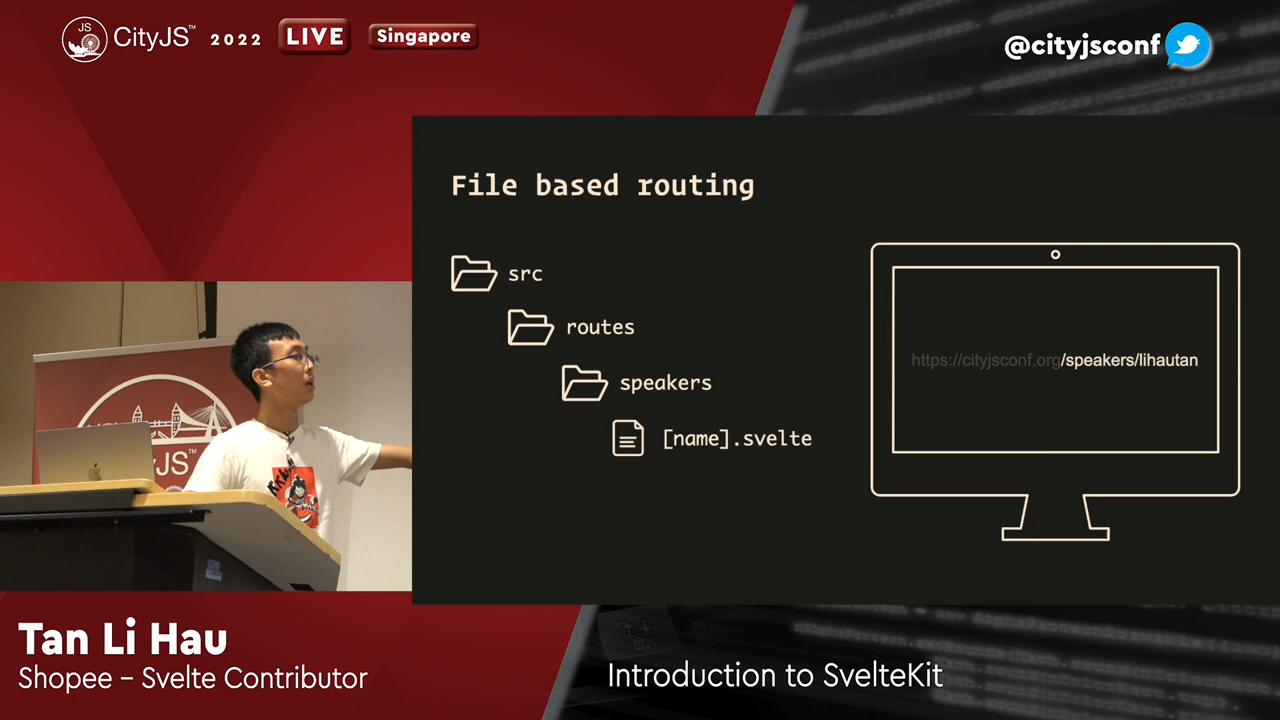 JS
CityJS™ 2022 LIVE Singapore
@cityjsconf
File based routing
src
routes
speakers
[name].svelte
https://cityjsconf.org/speakers/lihautan
JS™
Tan Li Hau
Shopee – Svelte Contributor
Introduction to SvelteKit